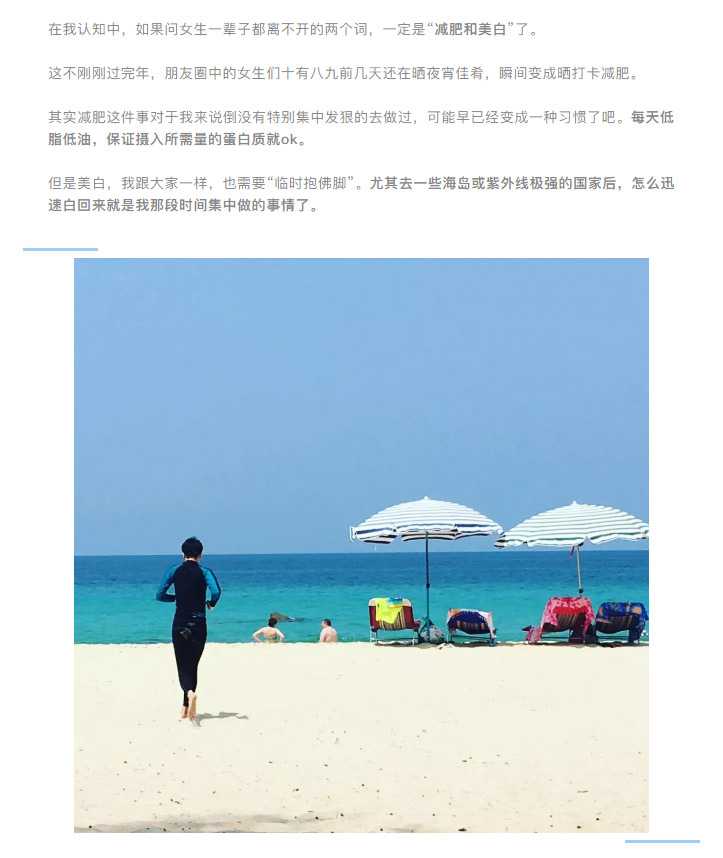 在我认知中，如果问女生一辈子都离不开的两个词，一定是“减肥和美白”了。
这不刚刚过完年，朋友圈中的女生们十有八九前几天还在晒夜宵佳肴，瞬间变成晒打卡减肥。
其实减肥这件事对于我来说倒没有特别集中发狠的去做过，可能早已经变成一种习惯了吧。每天低
脂低油，保证摄入所需量的蛋白质就ok。
但是美白，我跟大家一样，也需要“临时抱佛脚”。尤其去一些海岛或紫外线极强的国家后，怎么迅
速白回来就是我那段时间集中做的事情了。